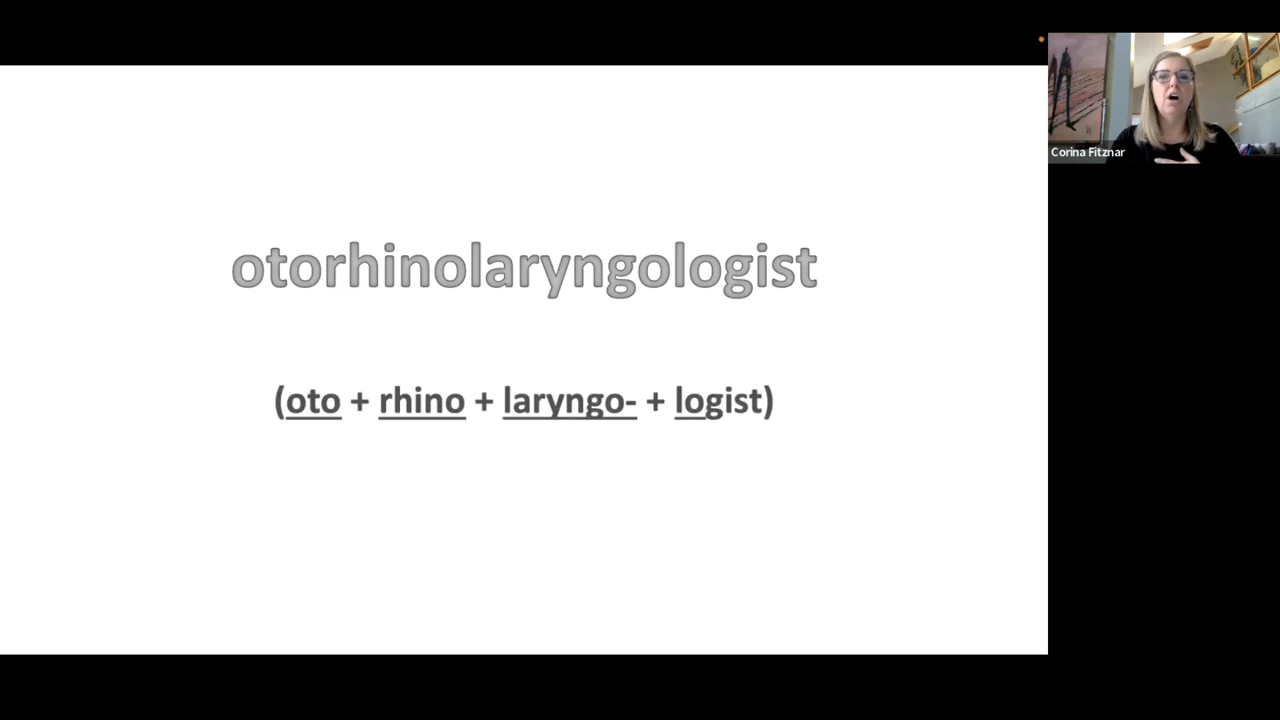 otorhinolaryngologist
(oto + rhino + laryngo- + logist)
Corina Fitznar